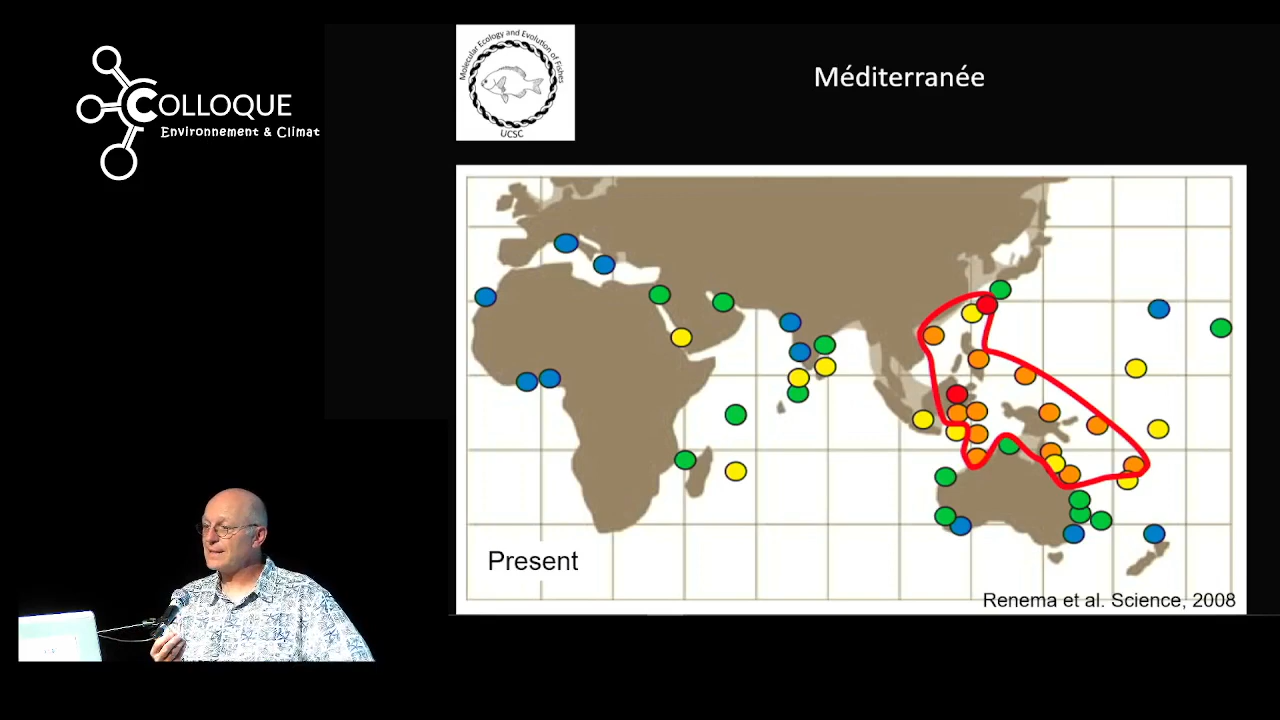 COLLOQUE
Environnement & Climat
Molecular Ecology and Evolution of Fishes
UCSC
Méditerranée
Present
Renema et al. Science, 2008